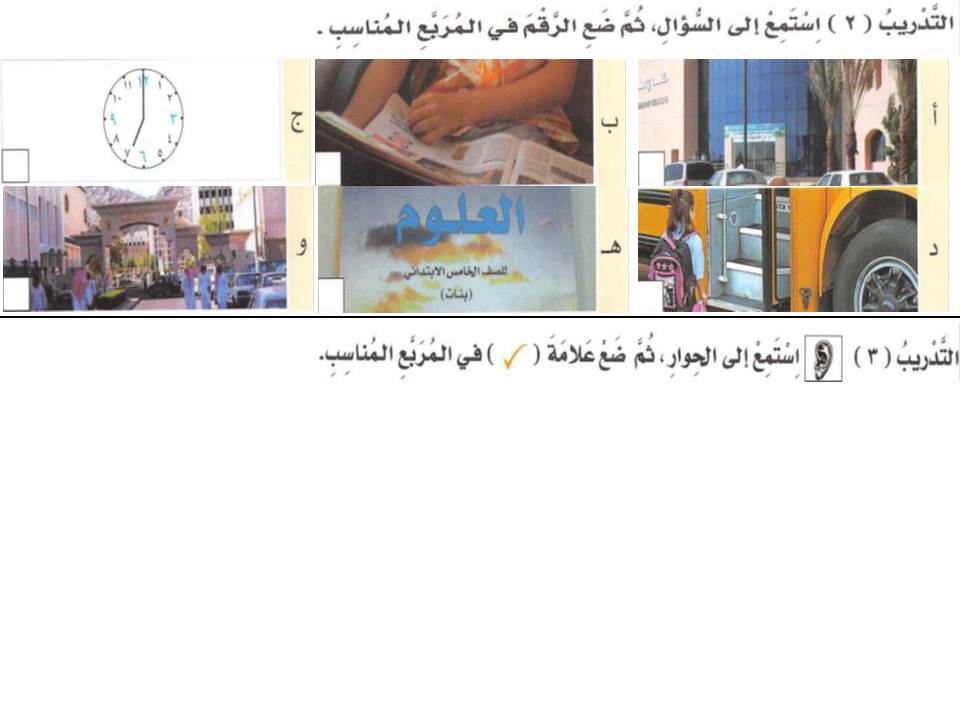 التَّدْريبُ ( ٢ ) اِسْتَمِعْ إلى السُّؤالِ، ثُمَّ ضَعِ الرَّقْمَ في المُرَبَّعِ المُناسِبِ .
أ
ب
ج
١٢ ١ ٢ ٣ ٤ ٥ ٦ ٧ ٨ ٩ ١٠ ١١
د
هـ
العلوم
للصف الخامس الابتدائي
(بنات)
و
التَّدْريبُ ( ٣ ) اِسْتَمِعْ إلى الحِوارِ، ثُمَّ ضَعْ عَلامَةَ ( ✓ ) في المُرَبَّعِ المُناسِبِ.